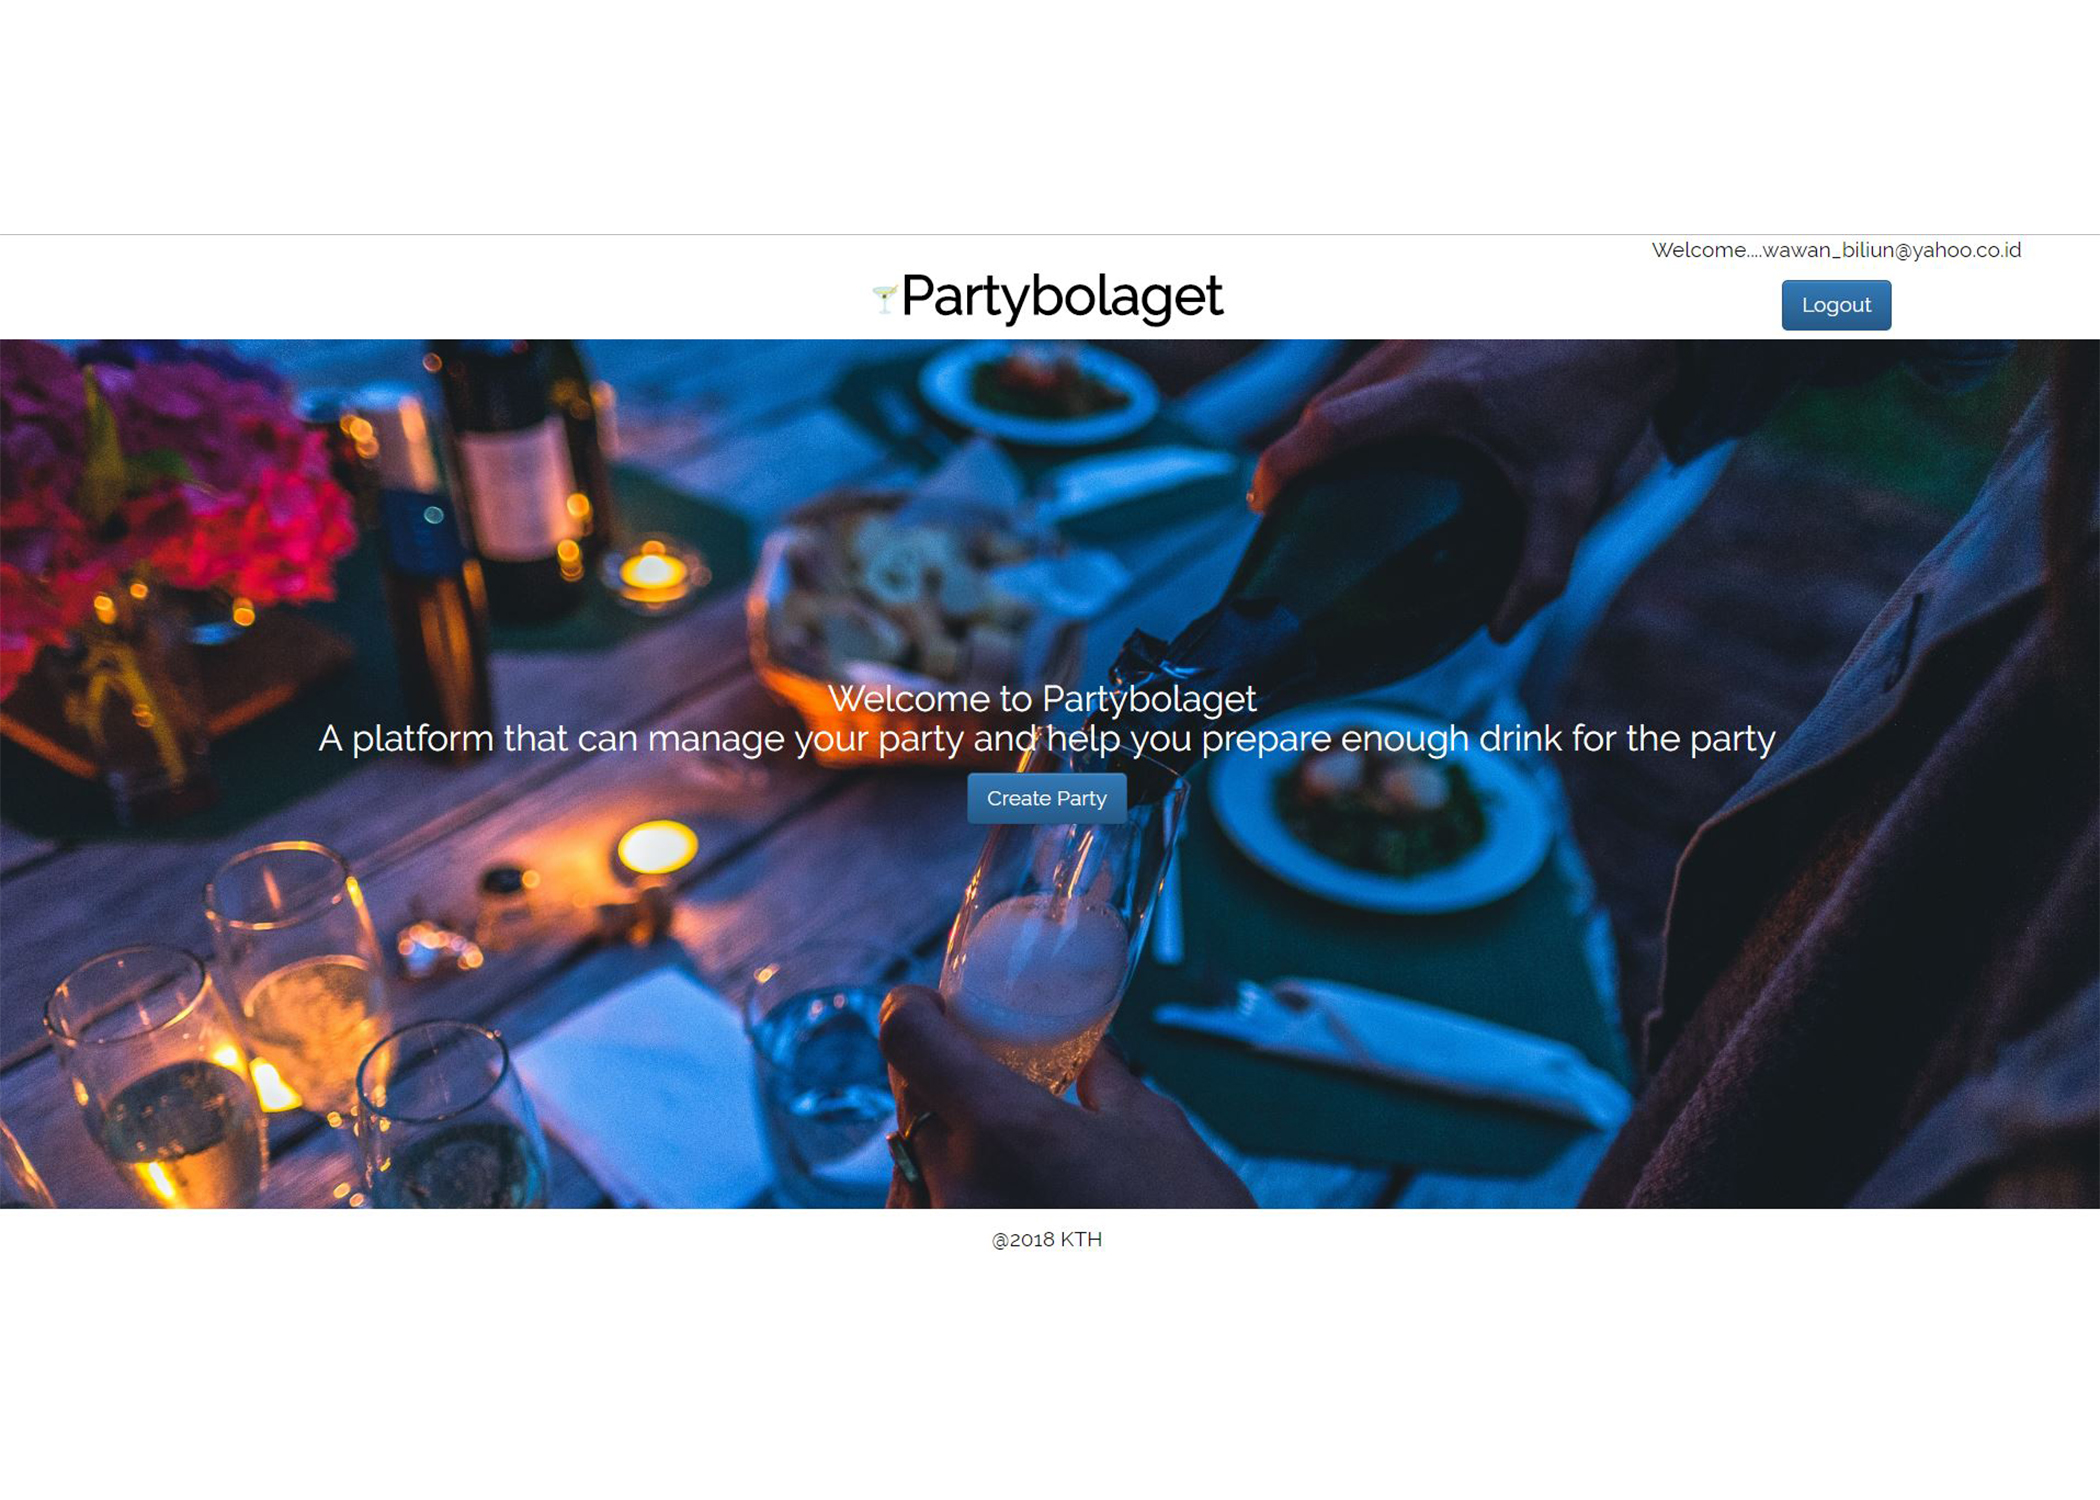 Welcome....wawan_biliun@yahoo.co.id
Partybolaget
Logout
Welcome to Partybolaget
A platform that can manage your party and help you prepare enough drink for the party
Create Party
@2018 KTH